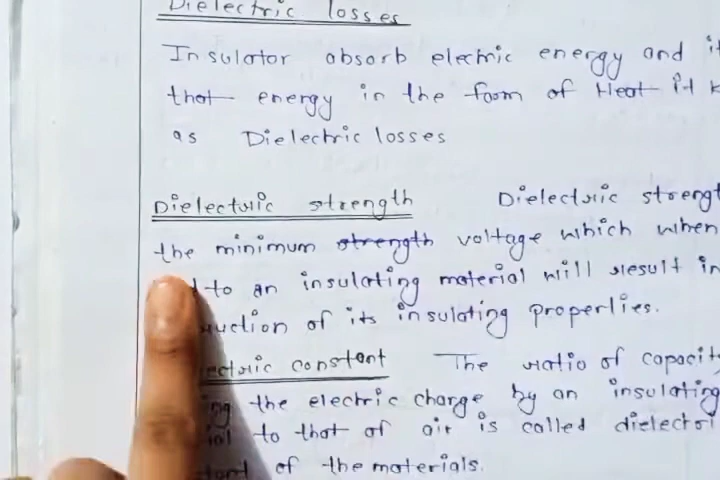 Dielectric losses
Insulator absorb electric energy and
that energy in the form of Heat it
as Dielectric losses
Dielectric strength Dielectric
the minimum strength voltage which when
to an insulating material will result in
of its insulating properties.
constant The ratio of
the electric charge by an insulating
to that of air is called
of the materials.